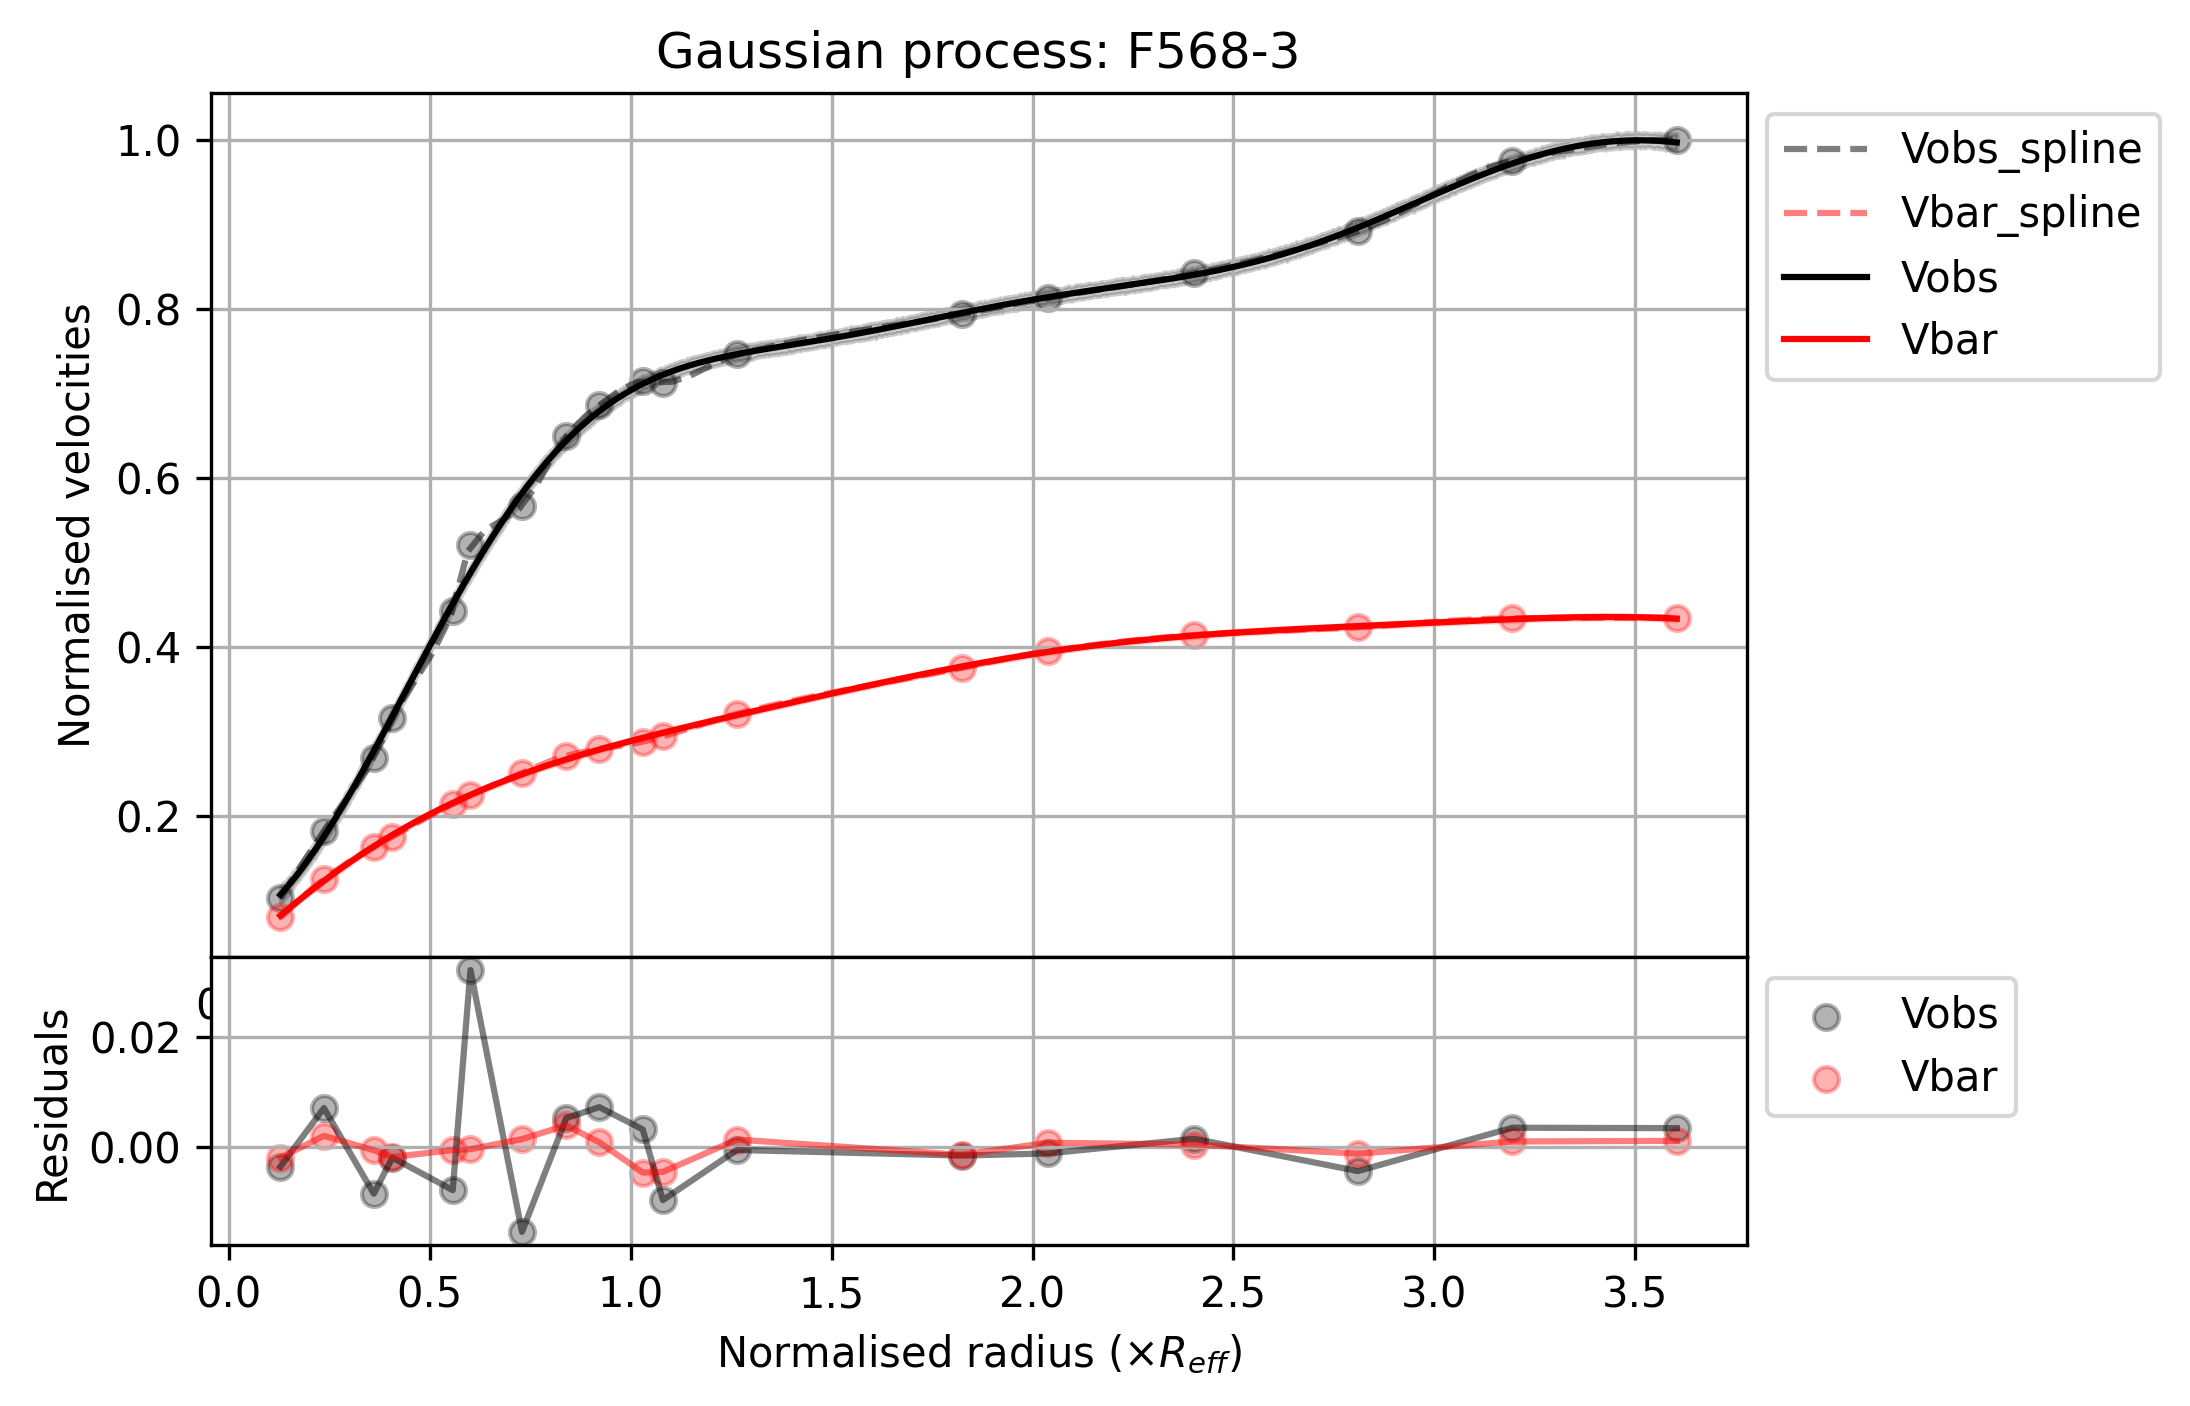 Gaussian process: F568-3
1.0
0.8
0.6
0.4
0.2
Normalised velocities
Vobs_spline
Vbar_spline
Vobs
Vbar
0.02
0.00
Residuals
Vobs
Vbar
0.0 0.5 1.0 1.5 2.0 2.5 3.0 3.5
Normalised radius (×R_eff)